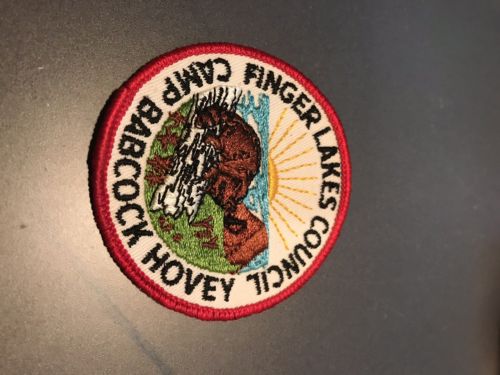 FINGER LAKES COUNCIL
CAMP BABCOCK HOVEY